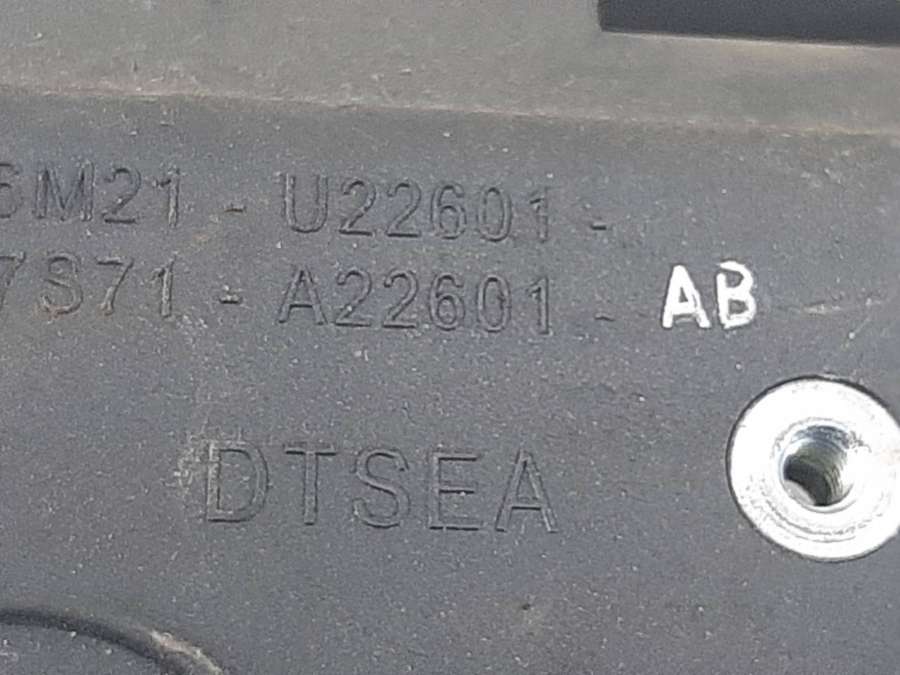 6M21 - U22601 -
7S71 - A22601 - AB
DTSEA